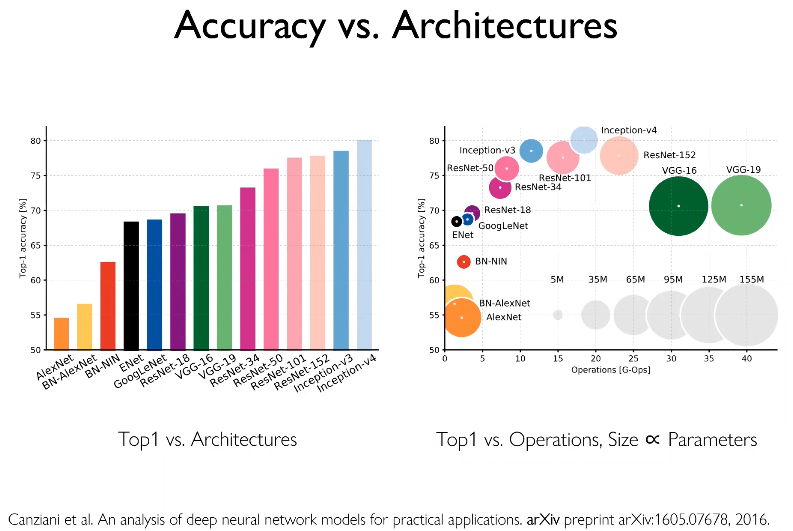 Accuracy vs. Architectures
Top-1 accuracy [%]
80
75
70
65
60
55
50
AlexNet
BN-AlexNet
BN-NIN
ENet
GoogLeNet
ResNet-18
VGG-16
VGG-19
ResNet-34
ResNet-50
ResNet-101
ResNet-152
Inception-v3
Inception-v4
Top1 vs. Architectures
Top-1 accuracy [%]
80
75
70
65
60
55
50
Inception-v4
Inception-v3
ResNet-152
ResNet-50
VGG-16
VGG-19
ResNet-101
ResNet-34
ResNet-18
GoogLeNet
ENet
BN-NIN
5M 35M 65M 95M 125M 155M
BN-AlexNet
AlexNet
0 5 10 15 20 25 30 35 40
Operations [G-Ops]
Top1 vs. Operations, Size ∝ Parameters
Canziani et al. An analysis of deep neural network models for practical applications. arXiv preprint arXiv:1605.07678, 2016.